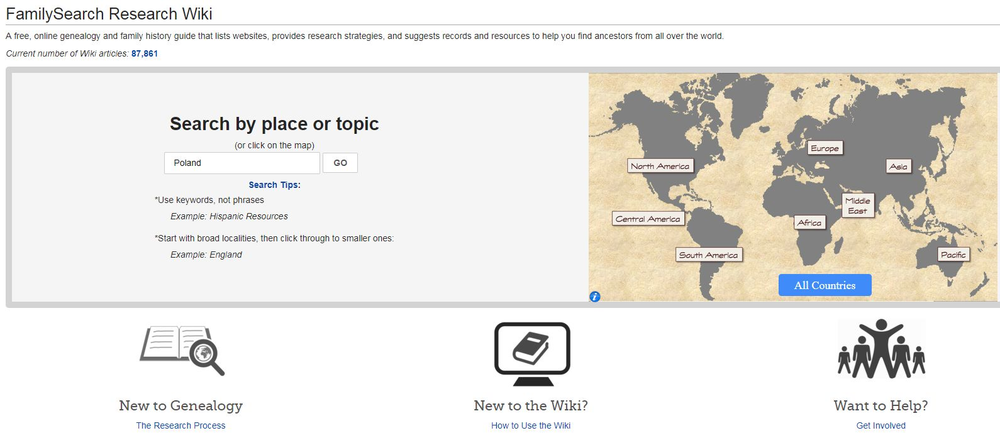 FamilySearch Research Wiki
A free, online genealogy and family history guide that lists websites, provides research strategies, and suggests records and resources to help you find ancestors from all over the world.
Current number of Wiki articles: 87,861
Search by place or topic
(or click on the map)
Poland
GO
Search Tips:
*Use keywords, not phrases
Example: Hispanic Resources
*Start with broad localities, then click through to smaller ones:
Example: England
Europe
North America
Asia
Middle
East
Central America
Africa
South America
Pacific
All Countries
i
New to Genealogy
The Research Process
New to the Wiki?
How to Use the Wiki
Want to Help?
Get Involved